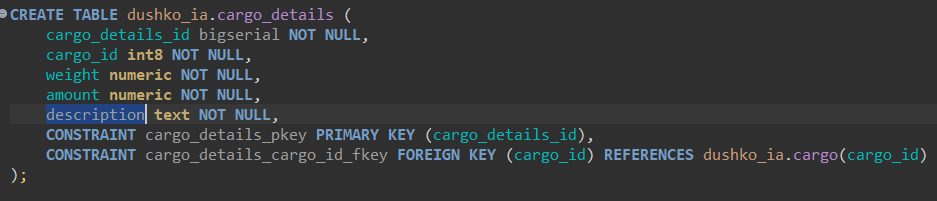 CREATE TABLE dushko_ia.cargo_details (
cargo_details_id bigserial NOT NULL,
cargo_id int8 NOT NULL,
weight numeric NOT NULL,
amount numeric NOT NULL,
description text NOT NULL,
CONSTRAINT cargo_details_pkey PRIMARY KEY (cargo_details_id),
CONSTRAINT cargo_details_cargo_id_fkey FOREIGN KEY (cargo_id) REFERENCES dushko_ia.cargo(cargo_id)
);